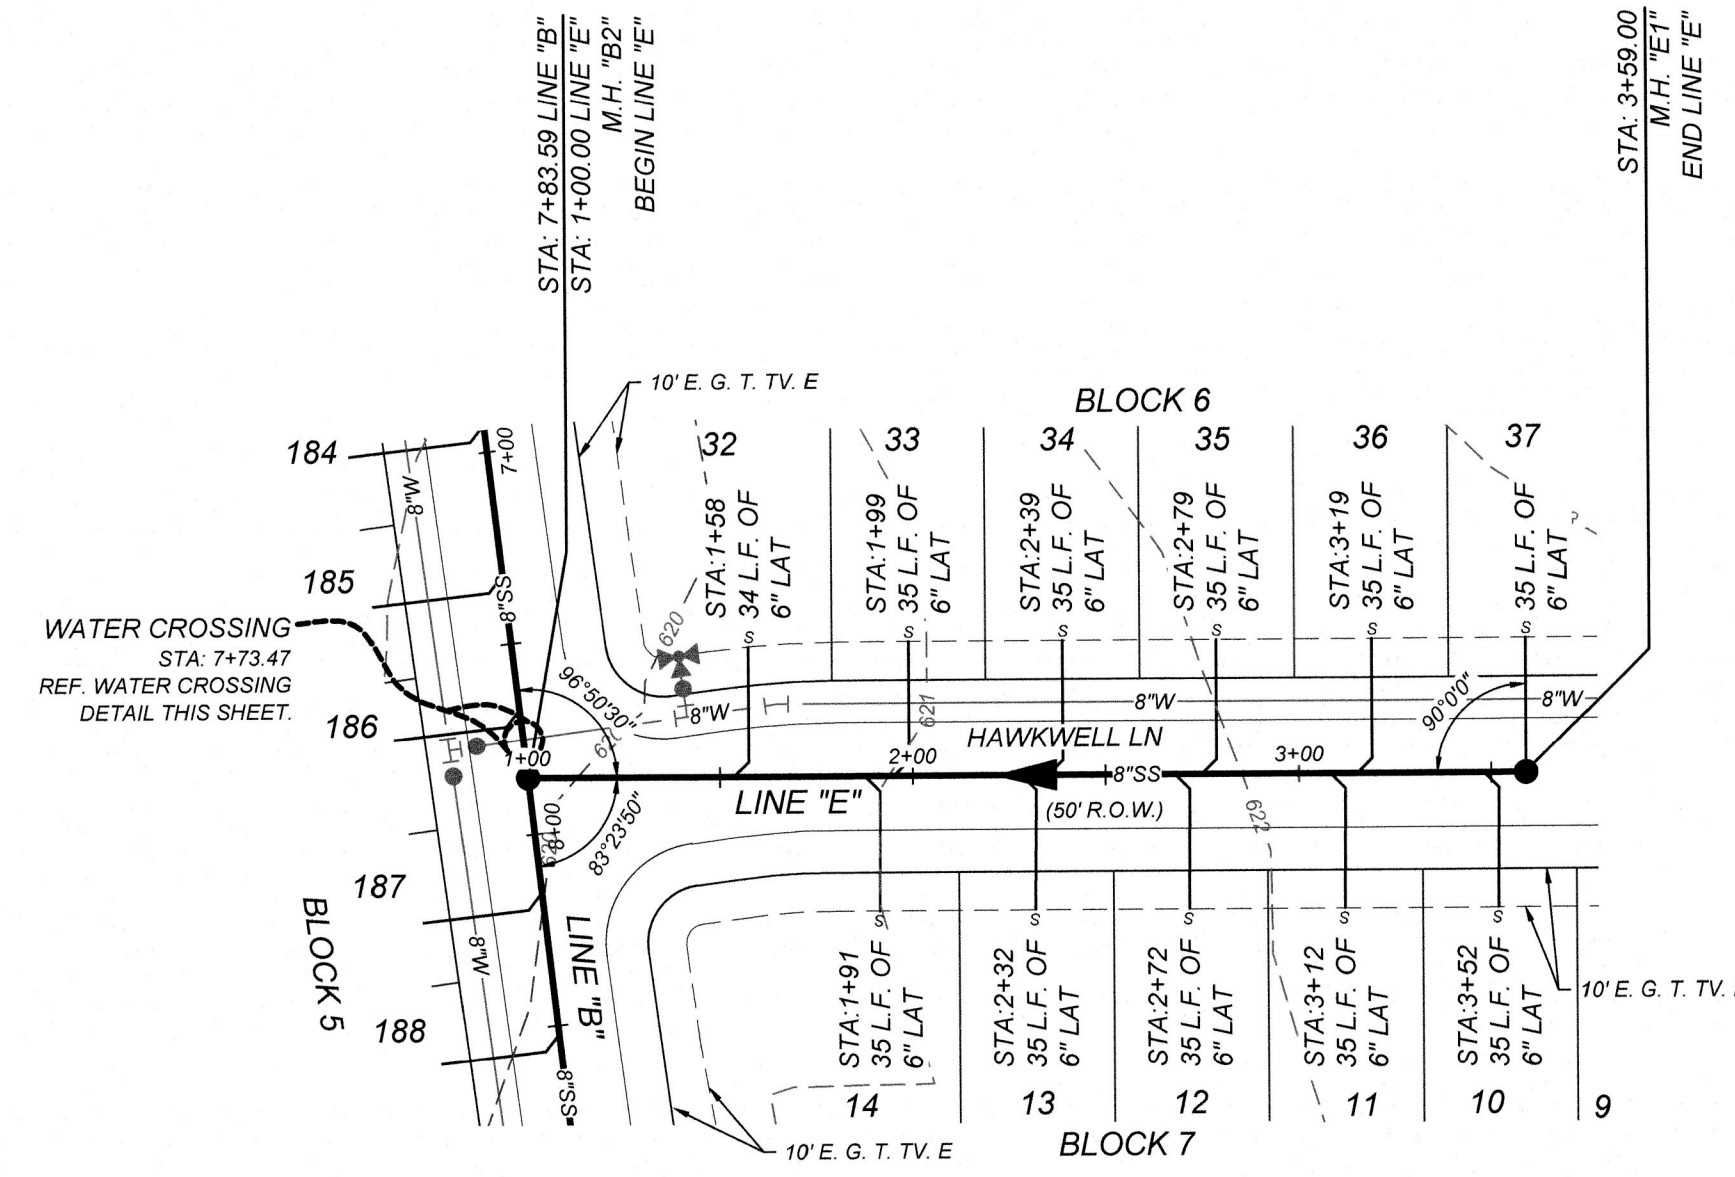 STA: 7+83.59 LINE "B"
STA: 1+00.00 LINE "E"
M.H. "B2"
BEGIN LINE "E"
STA: 3+59.00
M.H. "E1"
END LINE "E"
10' E. G. T. TV. E
BLOCK 6
184
7+00
32
33
34
35
36
37
8"W
STA:1+58
34 L.F. OF
6" LAT
STA:1+99
35 L.F. OF
6" LAT
STA:2+39
35 L.F. OF
6" LAT
STA:2+79
35 L.F. OF
6" LAT
STA:3+19
35 L.F. OF
6" LAT
35 L.F. OF
6" LAT
?
185
8"SS
WATER CROSSING
STA: 7+73.47
REF. WATER CROSSING
DETAIL THIS SHEET.
620
S
S
S
S
S
S
96°50'30"
90°0'0"
186
8"W
621
8"W
8"W
HAWKWELL LN
1+00
2+00
3+00
8"SS
LINE "E"
(50' R.O.W.)
622
8+00
83°23'50"
187
BLOCK 5
8"W
LINE "B"
188
8"SS
S
S
S
S
S
STA:1+91
35 L.F. OF
6" LAT
STA:2+32
35 L.F. OF
6" LAT
STA:2+72
35 L.F. OF
6" LAT
STA:3+12
35 L.F. OF
6" LAT
STA:3+52
35 L.F. OF
6" LAT
10' E. G. T. TV.
14
13
12
11
10
9
10' E. G. T. TV. E
BLOCK 7